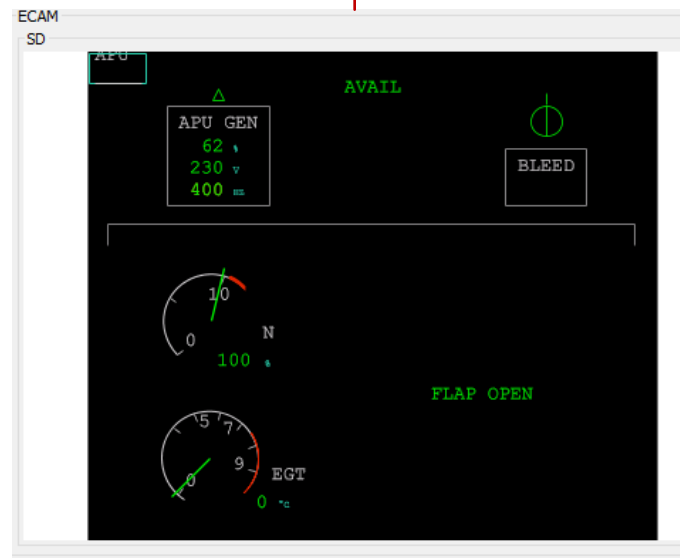 ECAM
SD
APU
AVAIL
APU GEN
62 %
230 V
400 HZ
BLEED
10
0
N
100 %
FLAP OPEN
5 7
9
0
EGT
0 °C